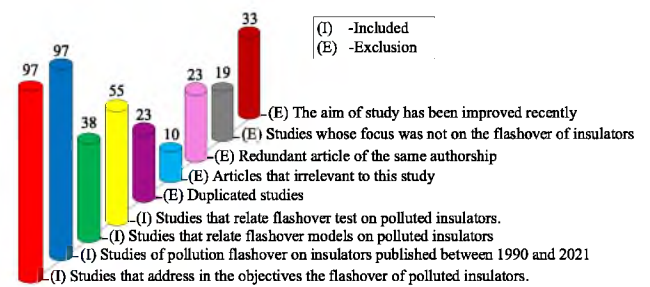 33
(I) -Included
(E) -Exclusion
97
97
23
19
55
38
23
10
(E) The aim of study has been improved recently
(E) Studies whose focus was not on the flashover of insulators
(E) Redundant article of the same authorship
(E) Articles that irrelevant to this study
(E) Duplicated studies
(I) Studies that relate flashover test on polluted insulators.
(I) Studies that relate flashover models on polluted insulators
(I) Studies of pollution flashover on insulators published between 1990 and 2021
(I) Studies that address in the objectives the flashover of polluted insulators.